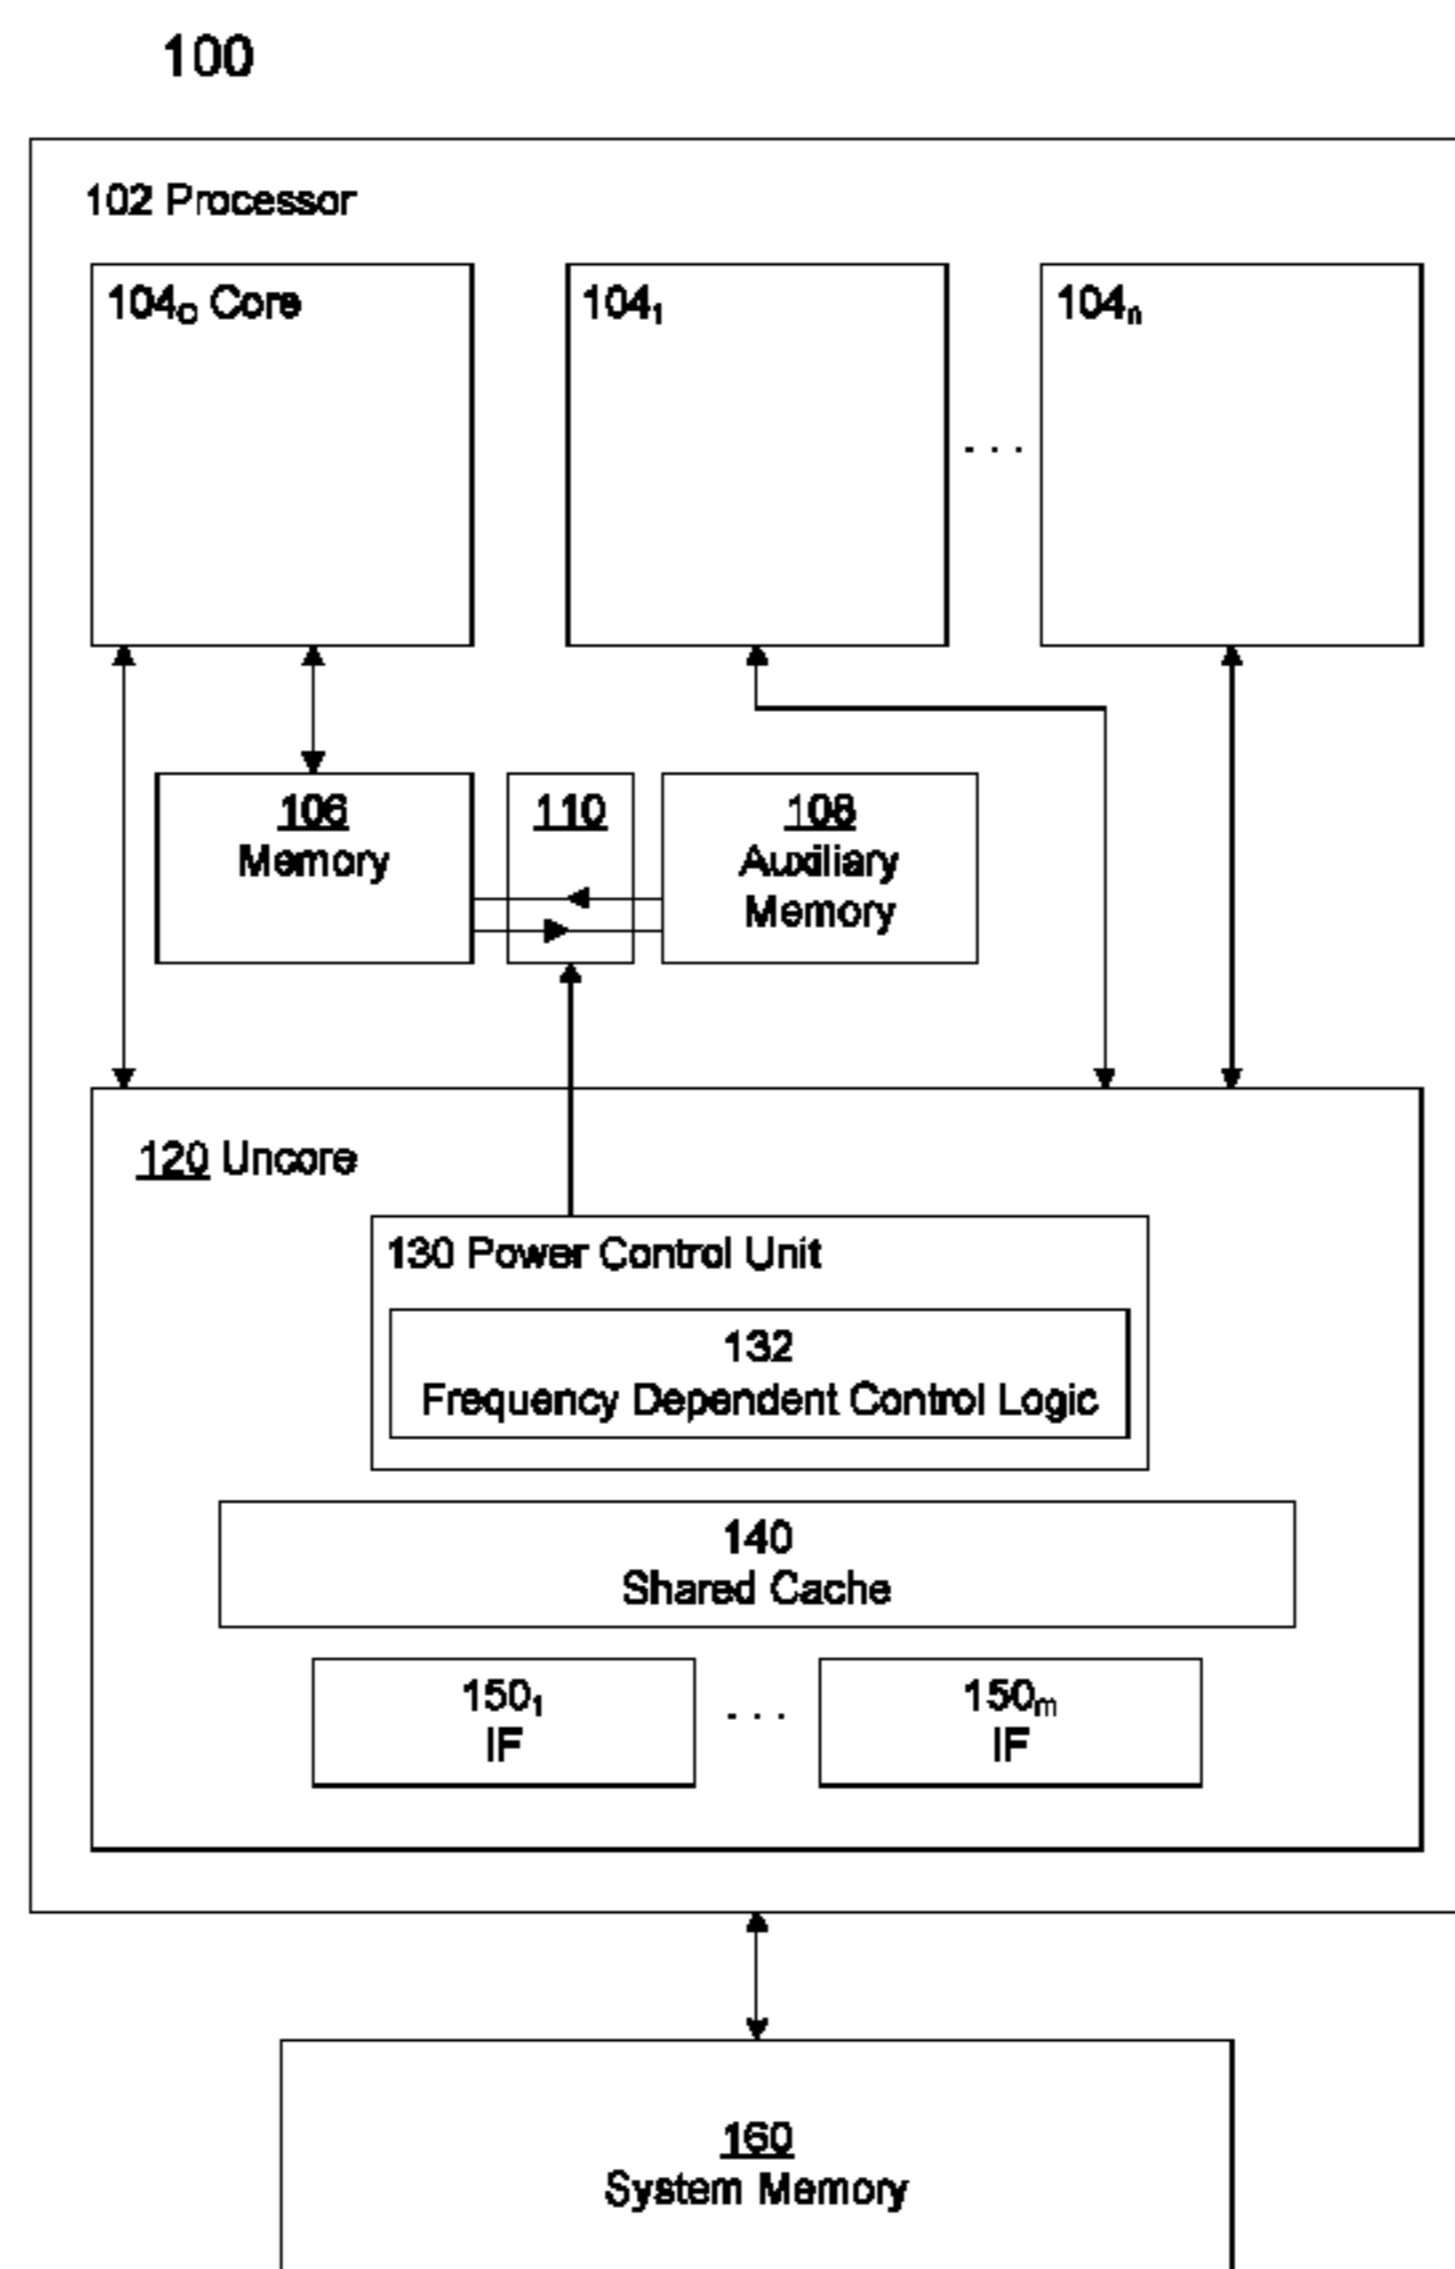 100
102 Processor
104₀ Core
104₁
104ₙ
. . .
106
Memory
110
108
Auxiliary
Memory
120 Uncore
130 Power Control Unit
132
Frequency Dependent Control Logic
140
Shared Cache
150₁
IF
. . .
150ₘ
IF
160
System Memory